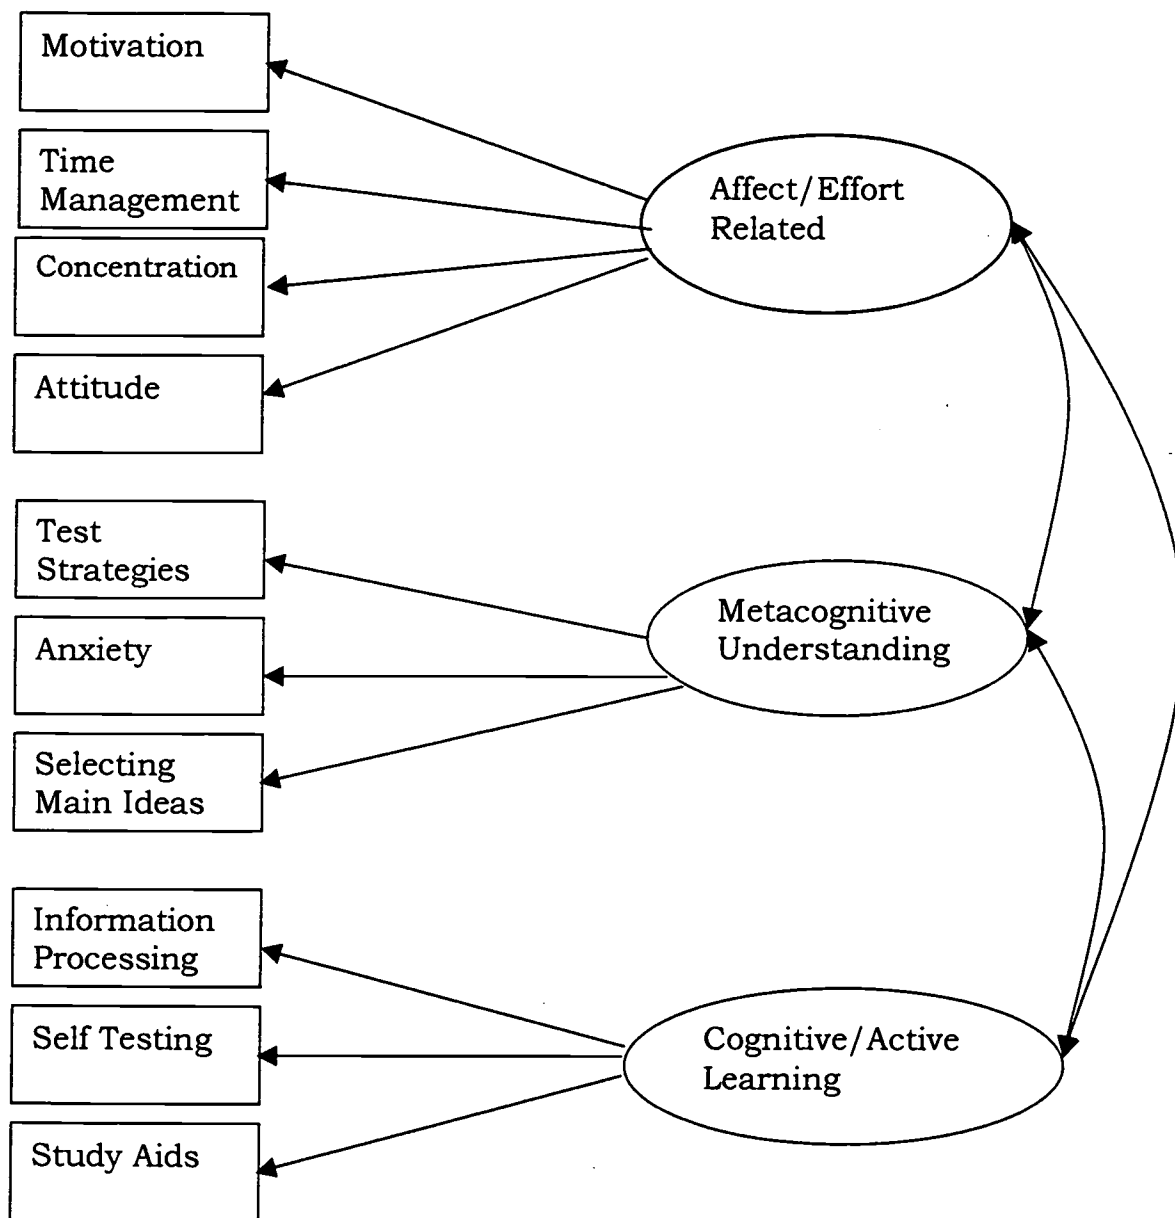 Motivation
Time
Management
Concentration
Attitude
Affect/Effort
Related
Test
Strategies
Anxiety
Selecting
Main Ideas
Metacognitive
Understanding
Information
Processing
Self Testing
Study Aids
Cognitive/Active
Learning